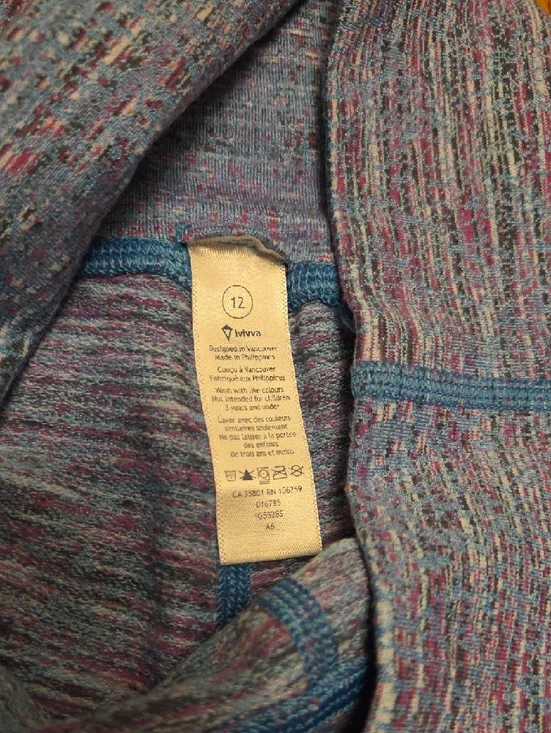 12
ivivva
Designed in Vancouver
Made in Philippines
Conçu à Vancouver
Fabriqué aux Philippines
Wash with like colours
Not intended for children
3 years and under
Laver avec des couleurs
similaires seulement
Ne pas laisser à la portée
des enfants
de trois ans et moins
CA 35801 RN 106259
016785
A6